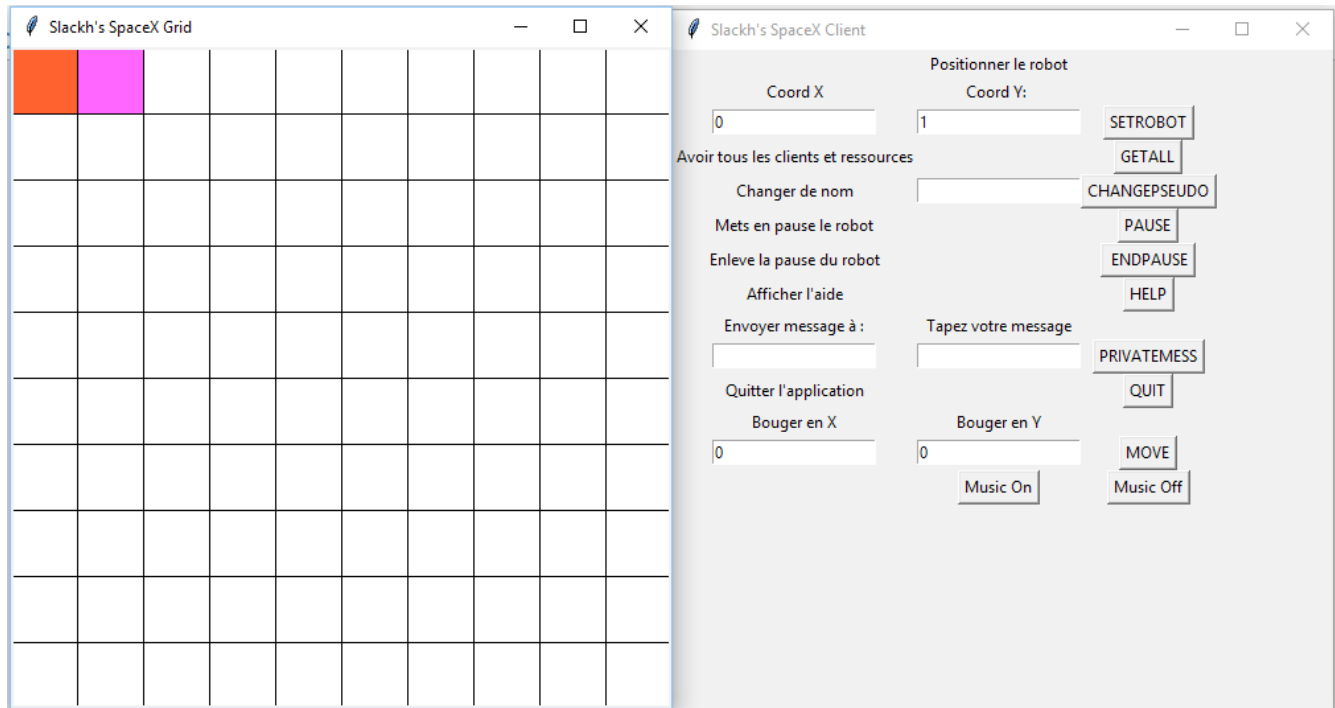 Slackh's SpaceX Grid
Slackh's SpaceX Client
Positionner le robot
Coord X Coord Y:
0 1 SETROBOT
Avoir tous les clients et ressources GETALL
Changer de nom CHANGEPSEUDO
Mets en pause le robot PAUSE
Enleve la pause du robot ENDPAUSE
Afficher l'aide HELP
Envoyer message à : Tapez votre message
PRIVATEMESS
Quitter l'application QUIT
Bouger en X Bouger en Y
0 0 MOVE
Music On Music Off